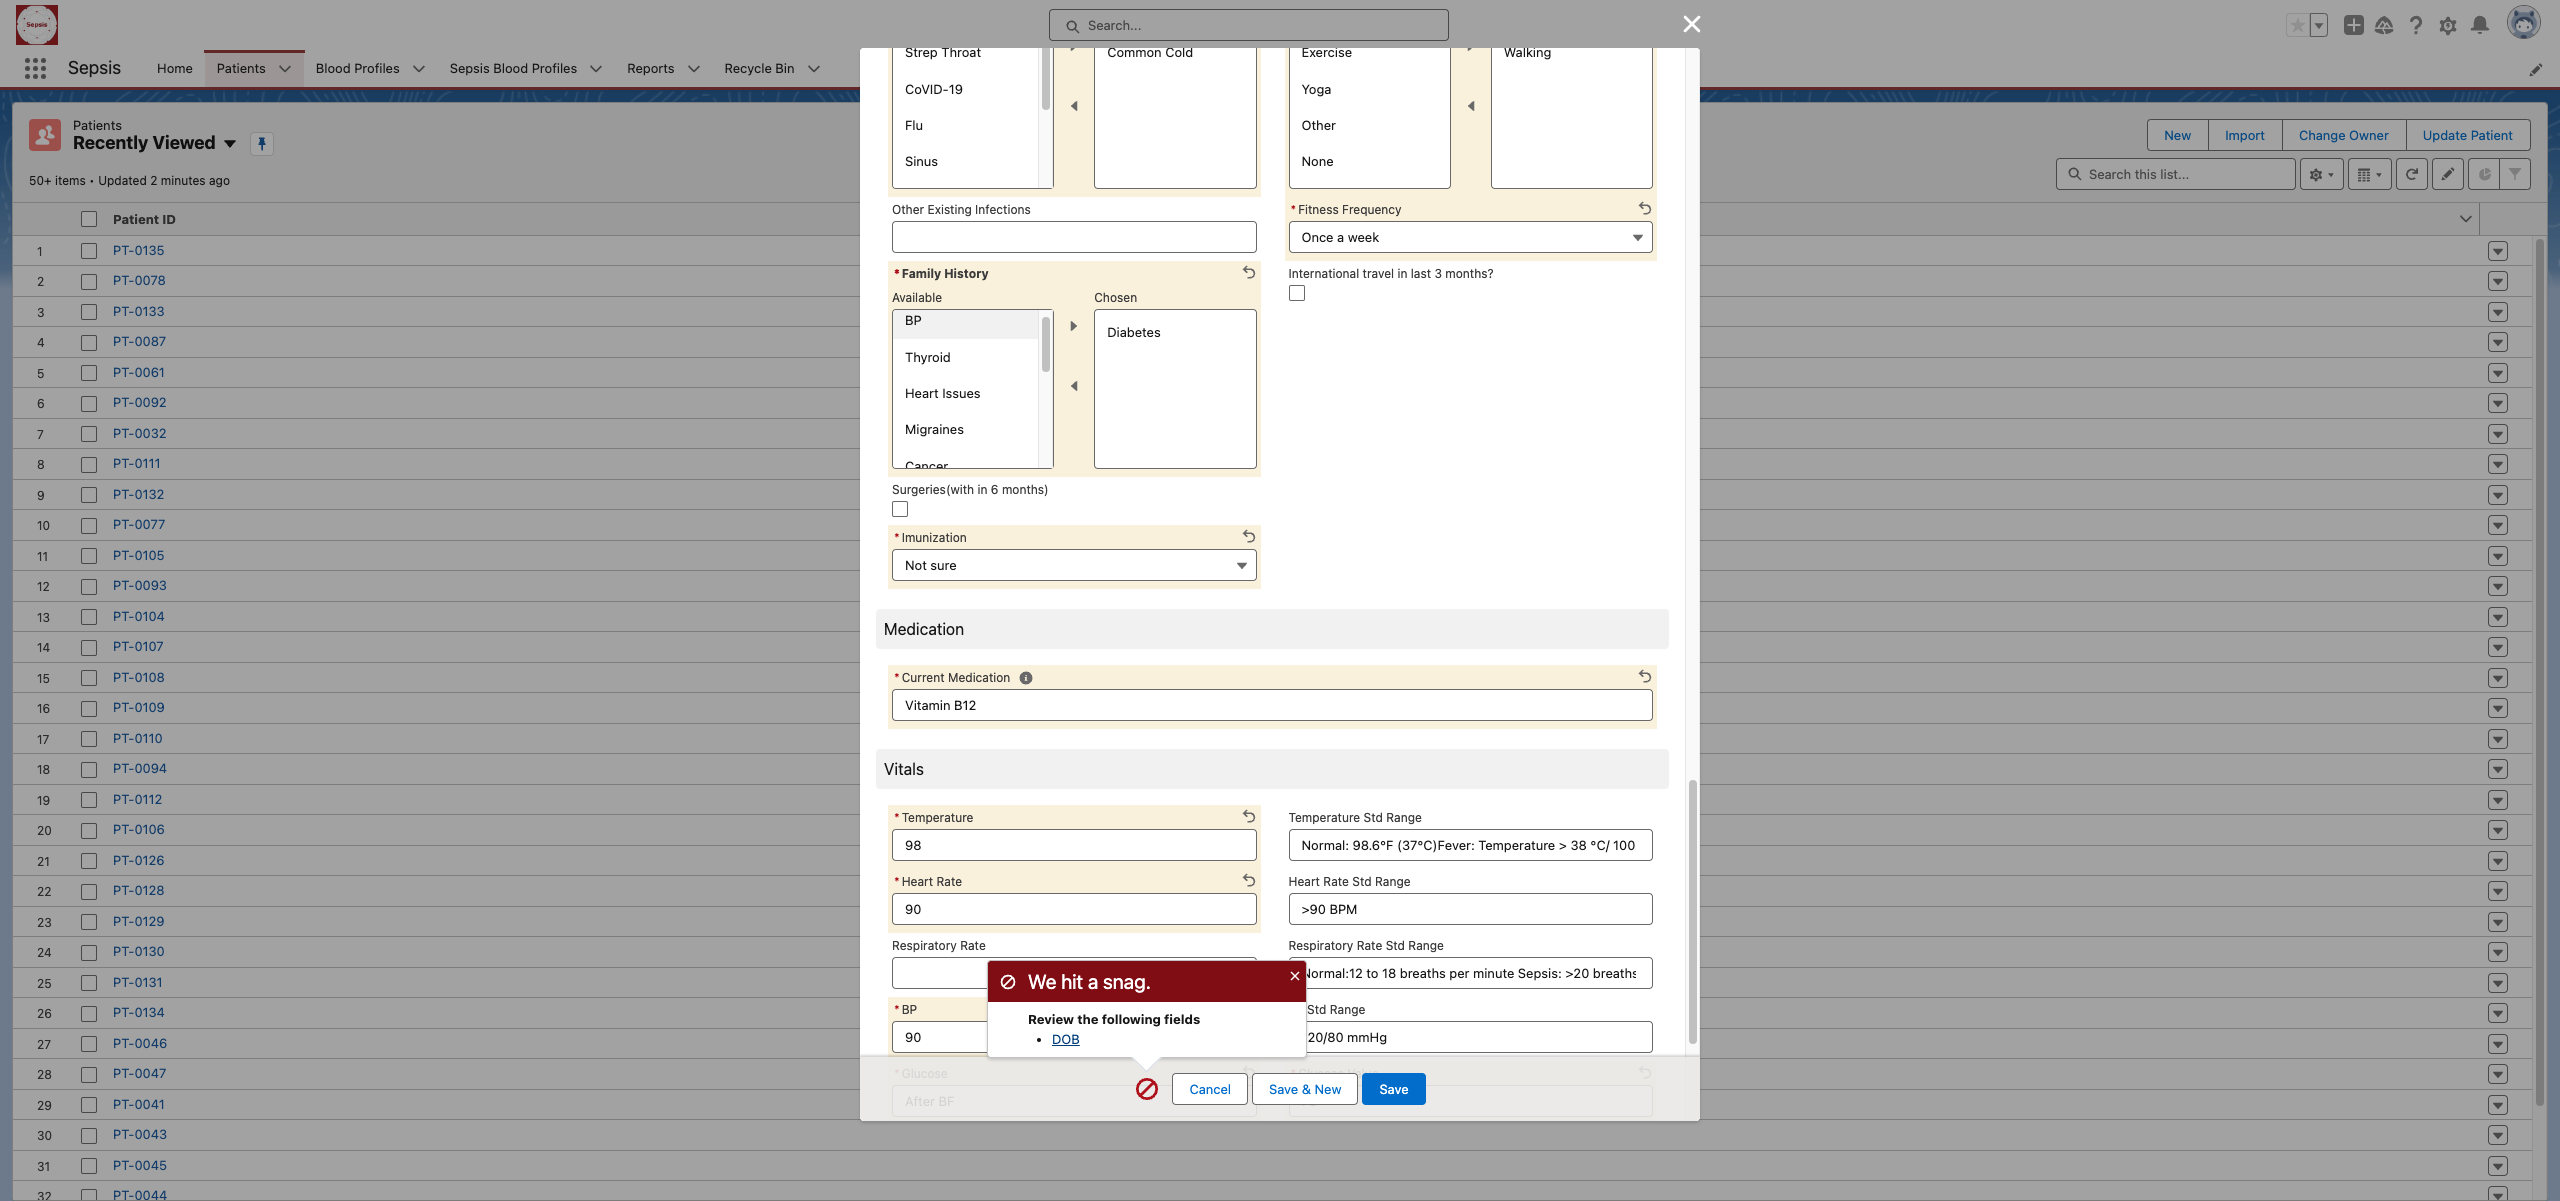 Sepsis
Search...
Sepsis
Home
Patients
Blood Profiles
Sepsis Blood Profiles
Reports
Recycle Bin
Patients
Recently Viewed
50+ items • Updated 2 minutes ago
New
Import
Change Owner
Update Patient
Search this list...
Patient ID
1 PT-0135
2 PT-0078
3 PT-0133
4 PT-0087
5 PT-0061
6 PT-0092
7 PT-0032
8 PT-0111
9 PT-0132
10 PT-0077
11 PT-0105
12 PT-0093
13 PT-0104
14 PT-0107
15 PT-0108
16 PT-0109
17 PT-0110
18 PT-0094
19 PT-0112
20 PT-0106
21 PT-0126
22 PT-0128
23 PT-0129
24 PT-0130
25 PT-0131
26 PT-0134
27 PT-0046
28 PT-0047
29 PT-0041
30 PT-0043
31 PT-0045
32 PT-0044
Strep Throat
CoVID-19
Flu
Sinus
Common Cold
Exercise
Yoga
Other
None
Walking
Other Existing Infections
* Fitness Frequency
Once a week
* Family History
Available
BP
Thyroid
Heart Issues
Migraines
Cancer
Chosen
Diabetes
International travel in last 3 months?
Surgeries(with in 6 months)
* Imunization
Not sure
Medication
* Current Medication
Vitamin B12
Vitals
* Temperature
98
Temperature Std Range
Normal: 98.6°F (37°C)Fever: Temperature > 38 °C/ 100
* Heart Rate
90
Heart Rate Std Range
>90 BPM
Respiratory Rate
Respiratory Rate Std Range
Normal:12 to 18 breaths per minute Sepsis: >20 breaths
* BP
90
Std Range
20/80 mmHg
We hit a snag.
Review the following fields
• DOB
* Glucose
After BF
Cancel
Save & New
Save